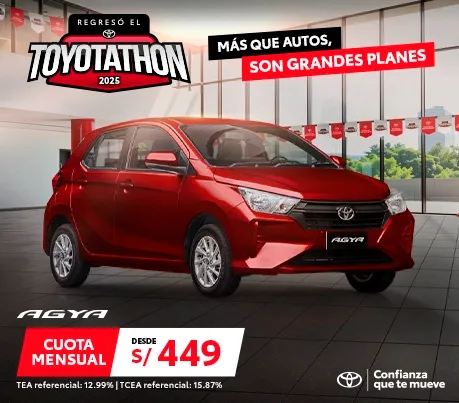 REGRESÓ EL
TOYOTATHON
2025
MÁS QUE AUTOS,
SON GRANDES PLANES
AGYA
AGYA
CUOTA
MENSUAL
DESDE
S/ 449
TEA referencial: 12.99% | TCEA referencial: 15.87%
Confianza
que te mueve